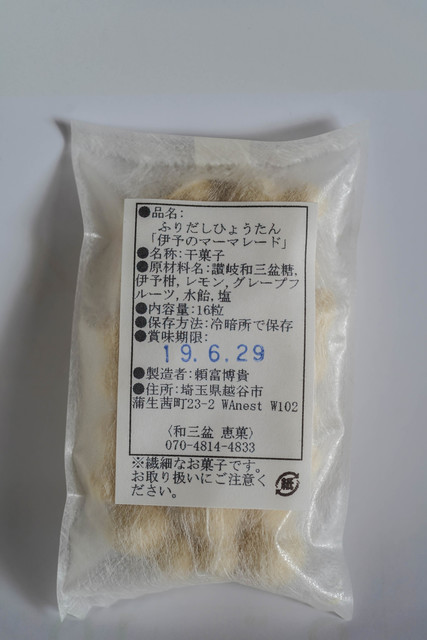 ●品名:
ふりだしひょうたん
「伊予のマーマレード」
●名称:干菓子
●原材料名:讃岐和三盆糖,
伊予柑,レモン,グレープフ
ルーツ,水飴,塩
●内容量:16粒
●保存方法:冷暗所で保存
●賞味期限:
19.6.29
●製造者:頼富博貴
●住所:埼玉県越谷市
蒲生茜町23-2 WAnest W102
〈和三盆 恵菓〉
070-4814-4833
※繊細なお菓子です。
お取り扱いにご注意く
ださい。
紙